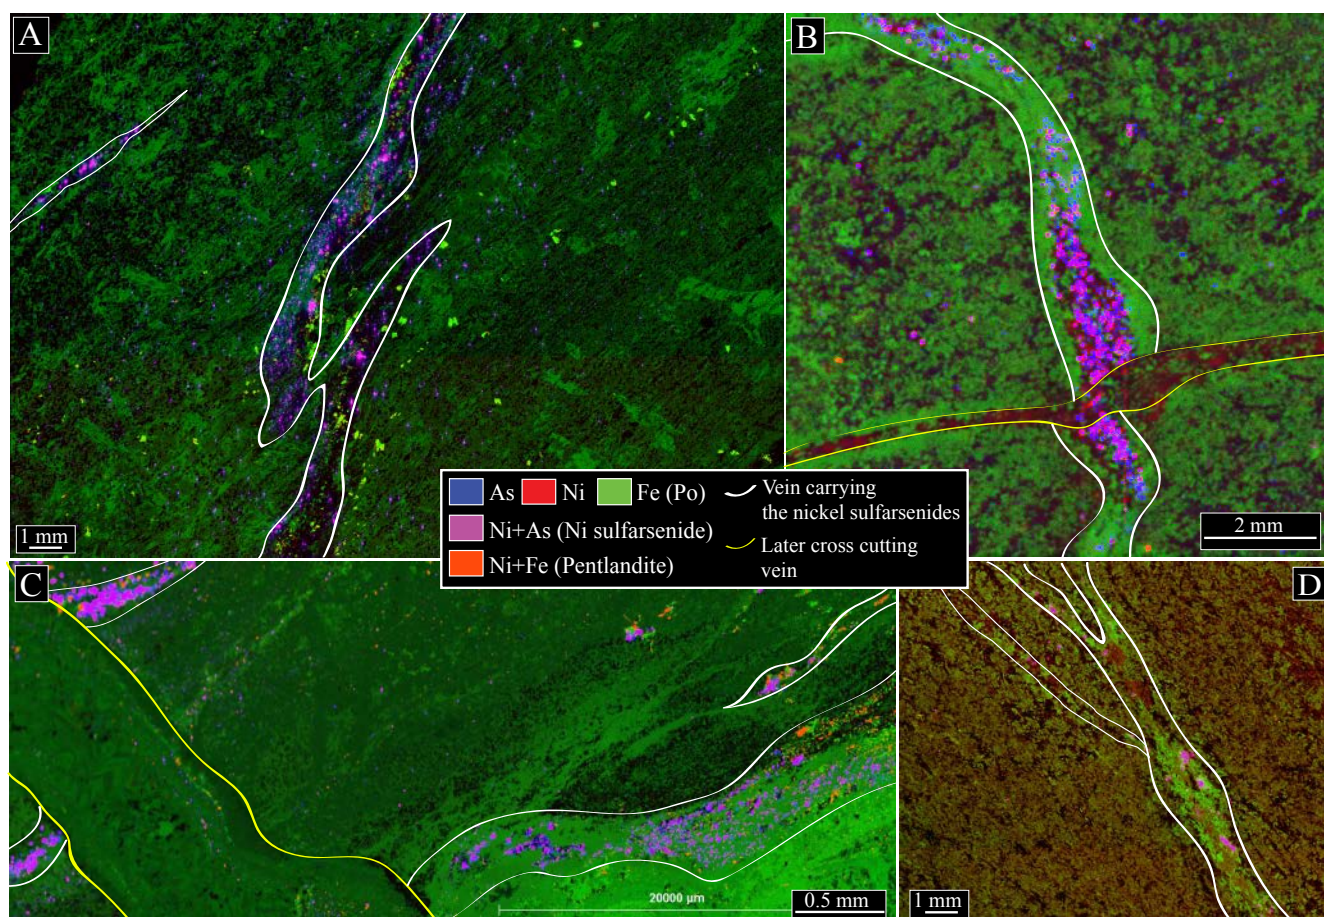 A
B
1 mm
2 mm
As
Ni
Fe (Po)
Vein carrying
the nickel sulfarsenides
Ni+As (Ni sulfarsenide)
Later cross cutting
vein
Ni+Fe (Pentlandite)
C
D
20000 µm
0.5 mm
1 mm